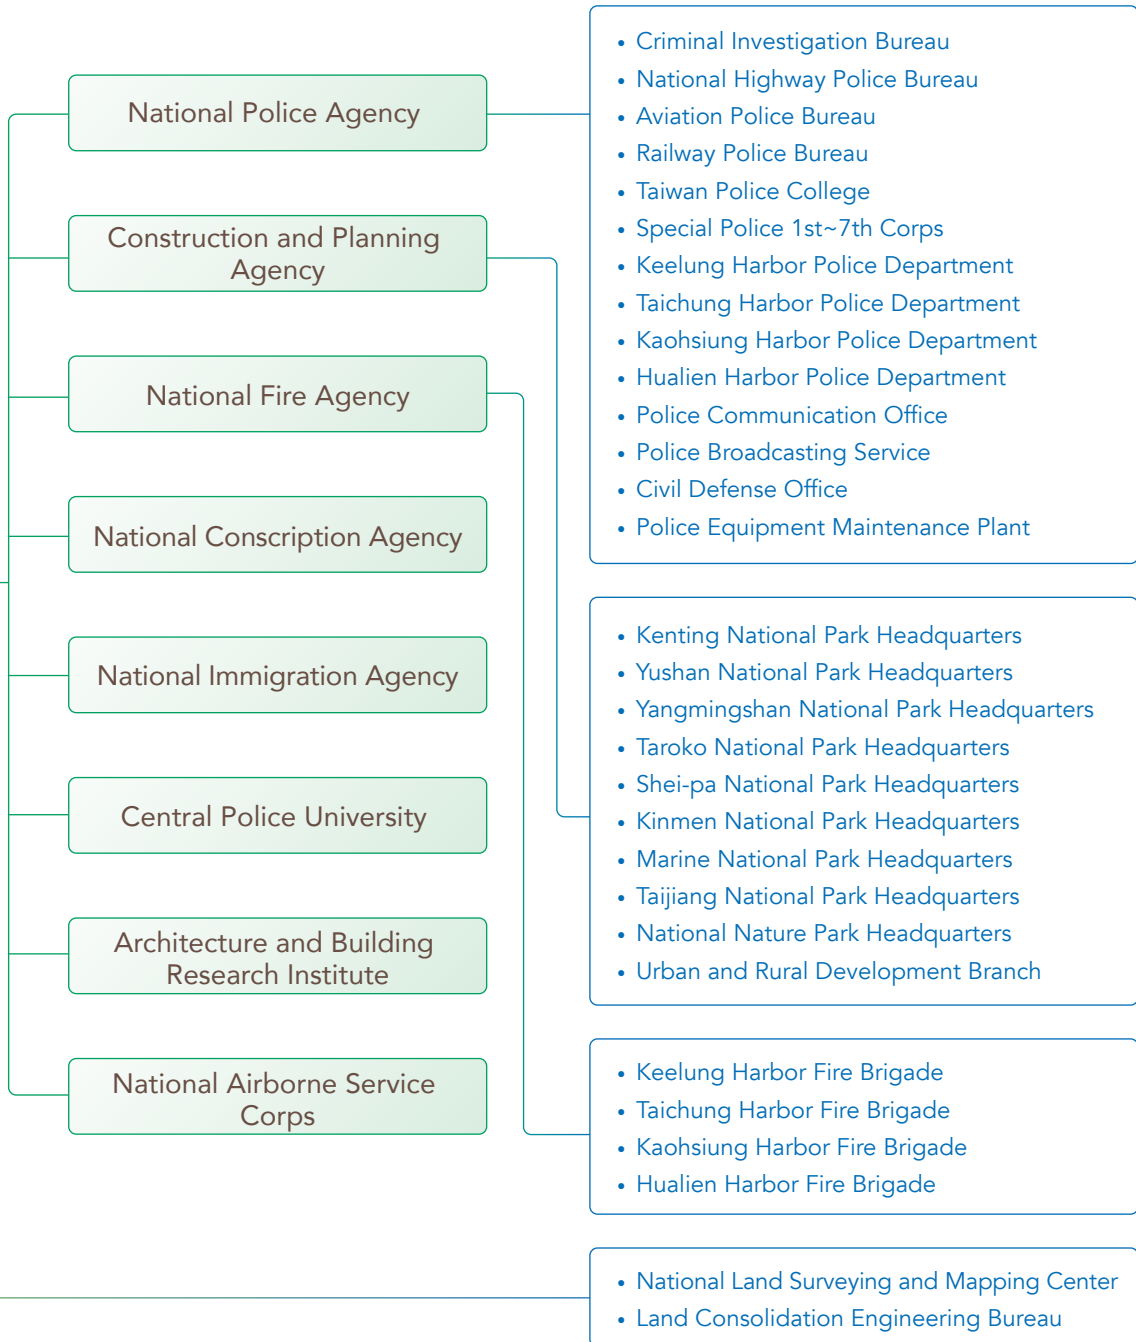 National Police Agency
Construction and Planning
Agency
National Fire Agency
National Conscription Agency
National Immigration Agency
Central Police University
Architecture and Building
Research Institute
National Airborne Service
Corps
• Criminal Investigation Bureau
• National Highway Police Bureau
• Aviation Police Bureau
• Railway Police Bureau
• Taiwan Police College
• Special Police 1st~7th Corps
• Keelung Harbor Police Department
• Taichung Harbor Police Department
• Kaohsiung Harbor Police Department
• Hualien Harbor Police Department
• Police Communication Office
• Police Broadcasting Service
• Civil Defense Office
• Police Equipment Maintenance Plant
• Kenting National Park Headquarters
• Yushan National Park Headquarters
• Yangmingshan National Park Headquarters
• Taroko National Park Headquarters
• Shei-pa National Park Headquarters
• Kinmen National Park Headquarters
• Marine National Park Headquarters
• Taijiang National Park Headquarters
• National Nature Park Headquarters
• Urban and Rural Development Branch
• Keelung Harbor Fire Brigade
• Taichung Harbor Fire Brigade
• Kaohsiung Harbor Fire Brigade
• Hualien Harbor Fire Brigade
• National Land Surveying and Mapping Center
• Land Consolidation Engineering Bureau